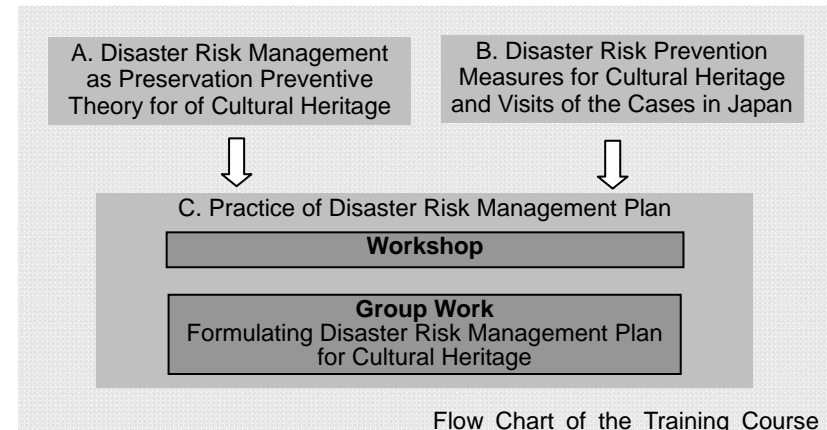 A. Disaster Risk Management
as Preservation Preventive
Theory for of Cultural Heritage
B. Disaster Risk Prevention
Measures for Cultural Heritage
and Visits of the Cases in Japan
C. Practice of Disaster Risk Management Plan
Workshop
Group Work
Formulating Disaster Risk Management Plan
for Cultural Heritage
Flow Chart of the Training Course